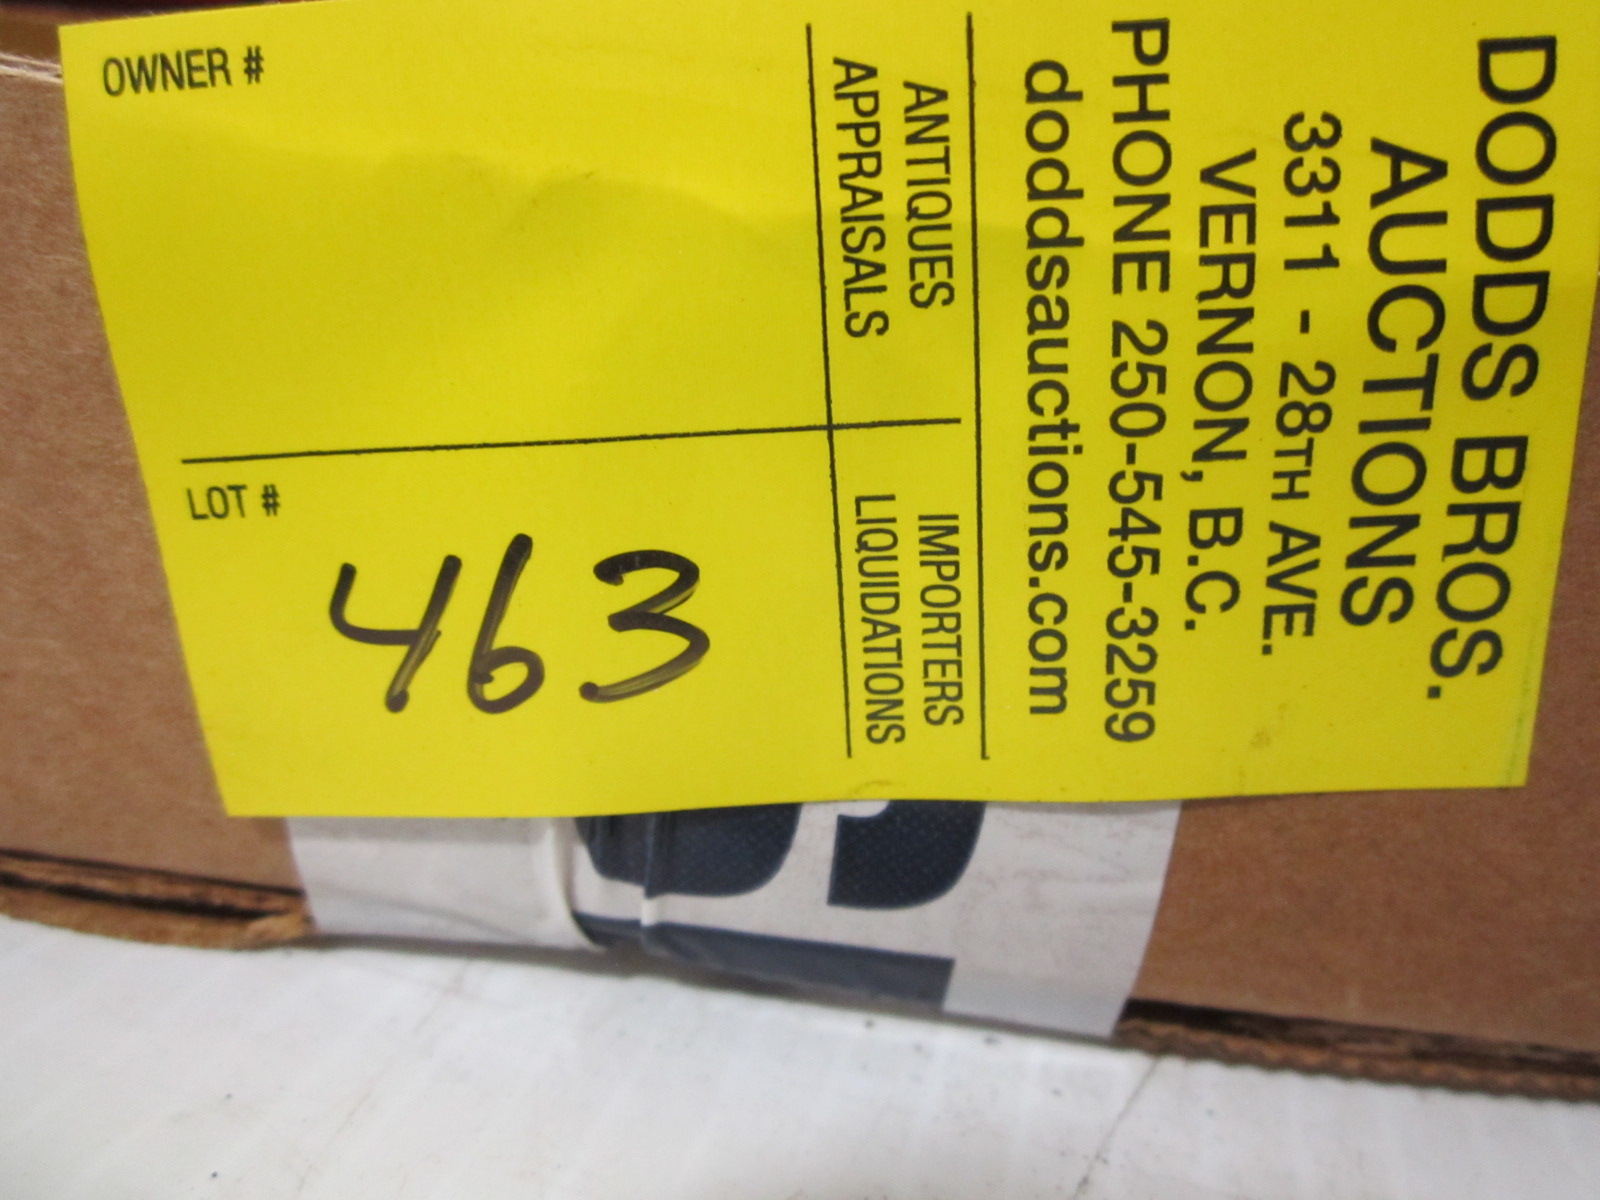 DODDS BROS.
AUCTIONS
3311 - 28TH AVE.
VERNON, B.C.
PHONE 250-545-3259
doddsauctions.com
ANTIQUES
APPRAISALS
IMPORTERS
LIQUIDATIONS
OWNER #
LOT #
463